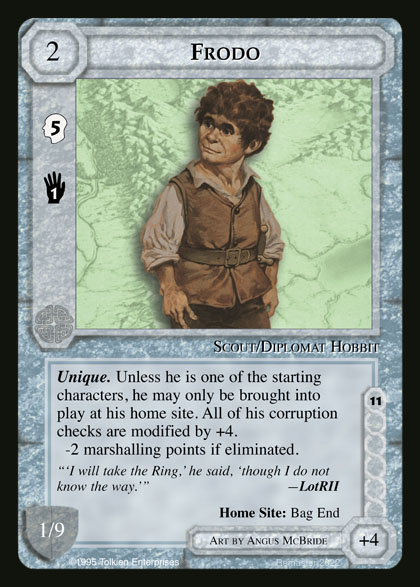 2
FRODO
5
1
SCOUT/DIPLOMAT HOBBIT
Unique. Unless he is one of the starting
characters, he may only be brought into
play at his home site. All of his corruption
checks are modified by +4.
-2 marshalling points if eliminated.
“‘I will take the Ring,’ he said, ‘though I do not
know the way.’” —LotRII
11
Home Site: Bag End
1/9
ART BY ANGUS MCBRIDE
+4
©1995 Tolkien Enterprises